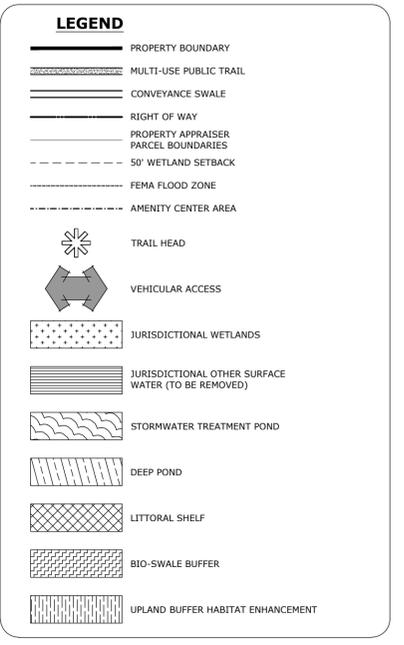 LEGEND
PROPERTY BOUNDARY
MULTI-USE PUBLIC TRAIL
CONVEYANCE SWALE
RIGHT OF WAY
PROPERTY APPRAISER
PARCEL BOUNDARIES
50' WETLAND SETBACK
FEMA FLOOD ZONE
AMENITY CENTER AREA
TRAIL HEAD
VEHICULAR ACCESS
JURISDICTIONAL WETLANDS
JURISDICTIONAL OTHER SURFACE
WATER (TO BE REMOVED)
STORMWATER TREATMENT POND
DEEP POND
LITTORAL SHELF
BIO-SWALE BUFFER
UPLAND BUFFER HABITAT ENHANCEMENT